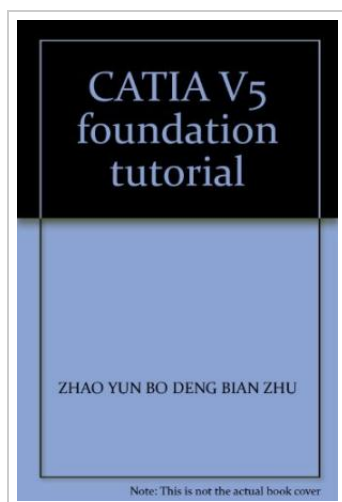 CATIA V5
foundation
tutorial
ZHAO YUN BO DENG BIAN ZHU
Note: This is not the actual book cover